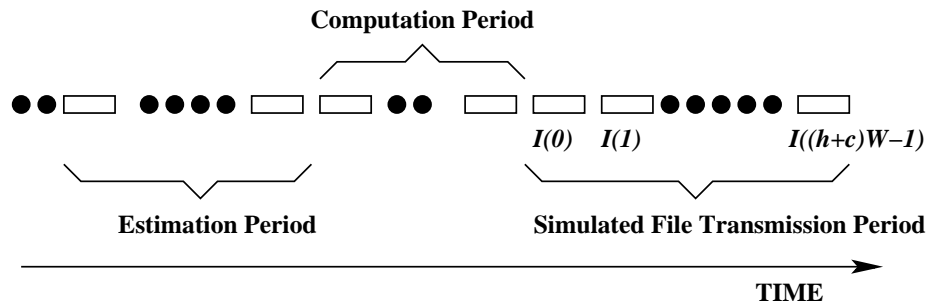 Computation Period
I(0) I(1) I((h+c)W−1)
Estimation Period
Simulated File Transmission Period
TIME